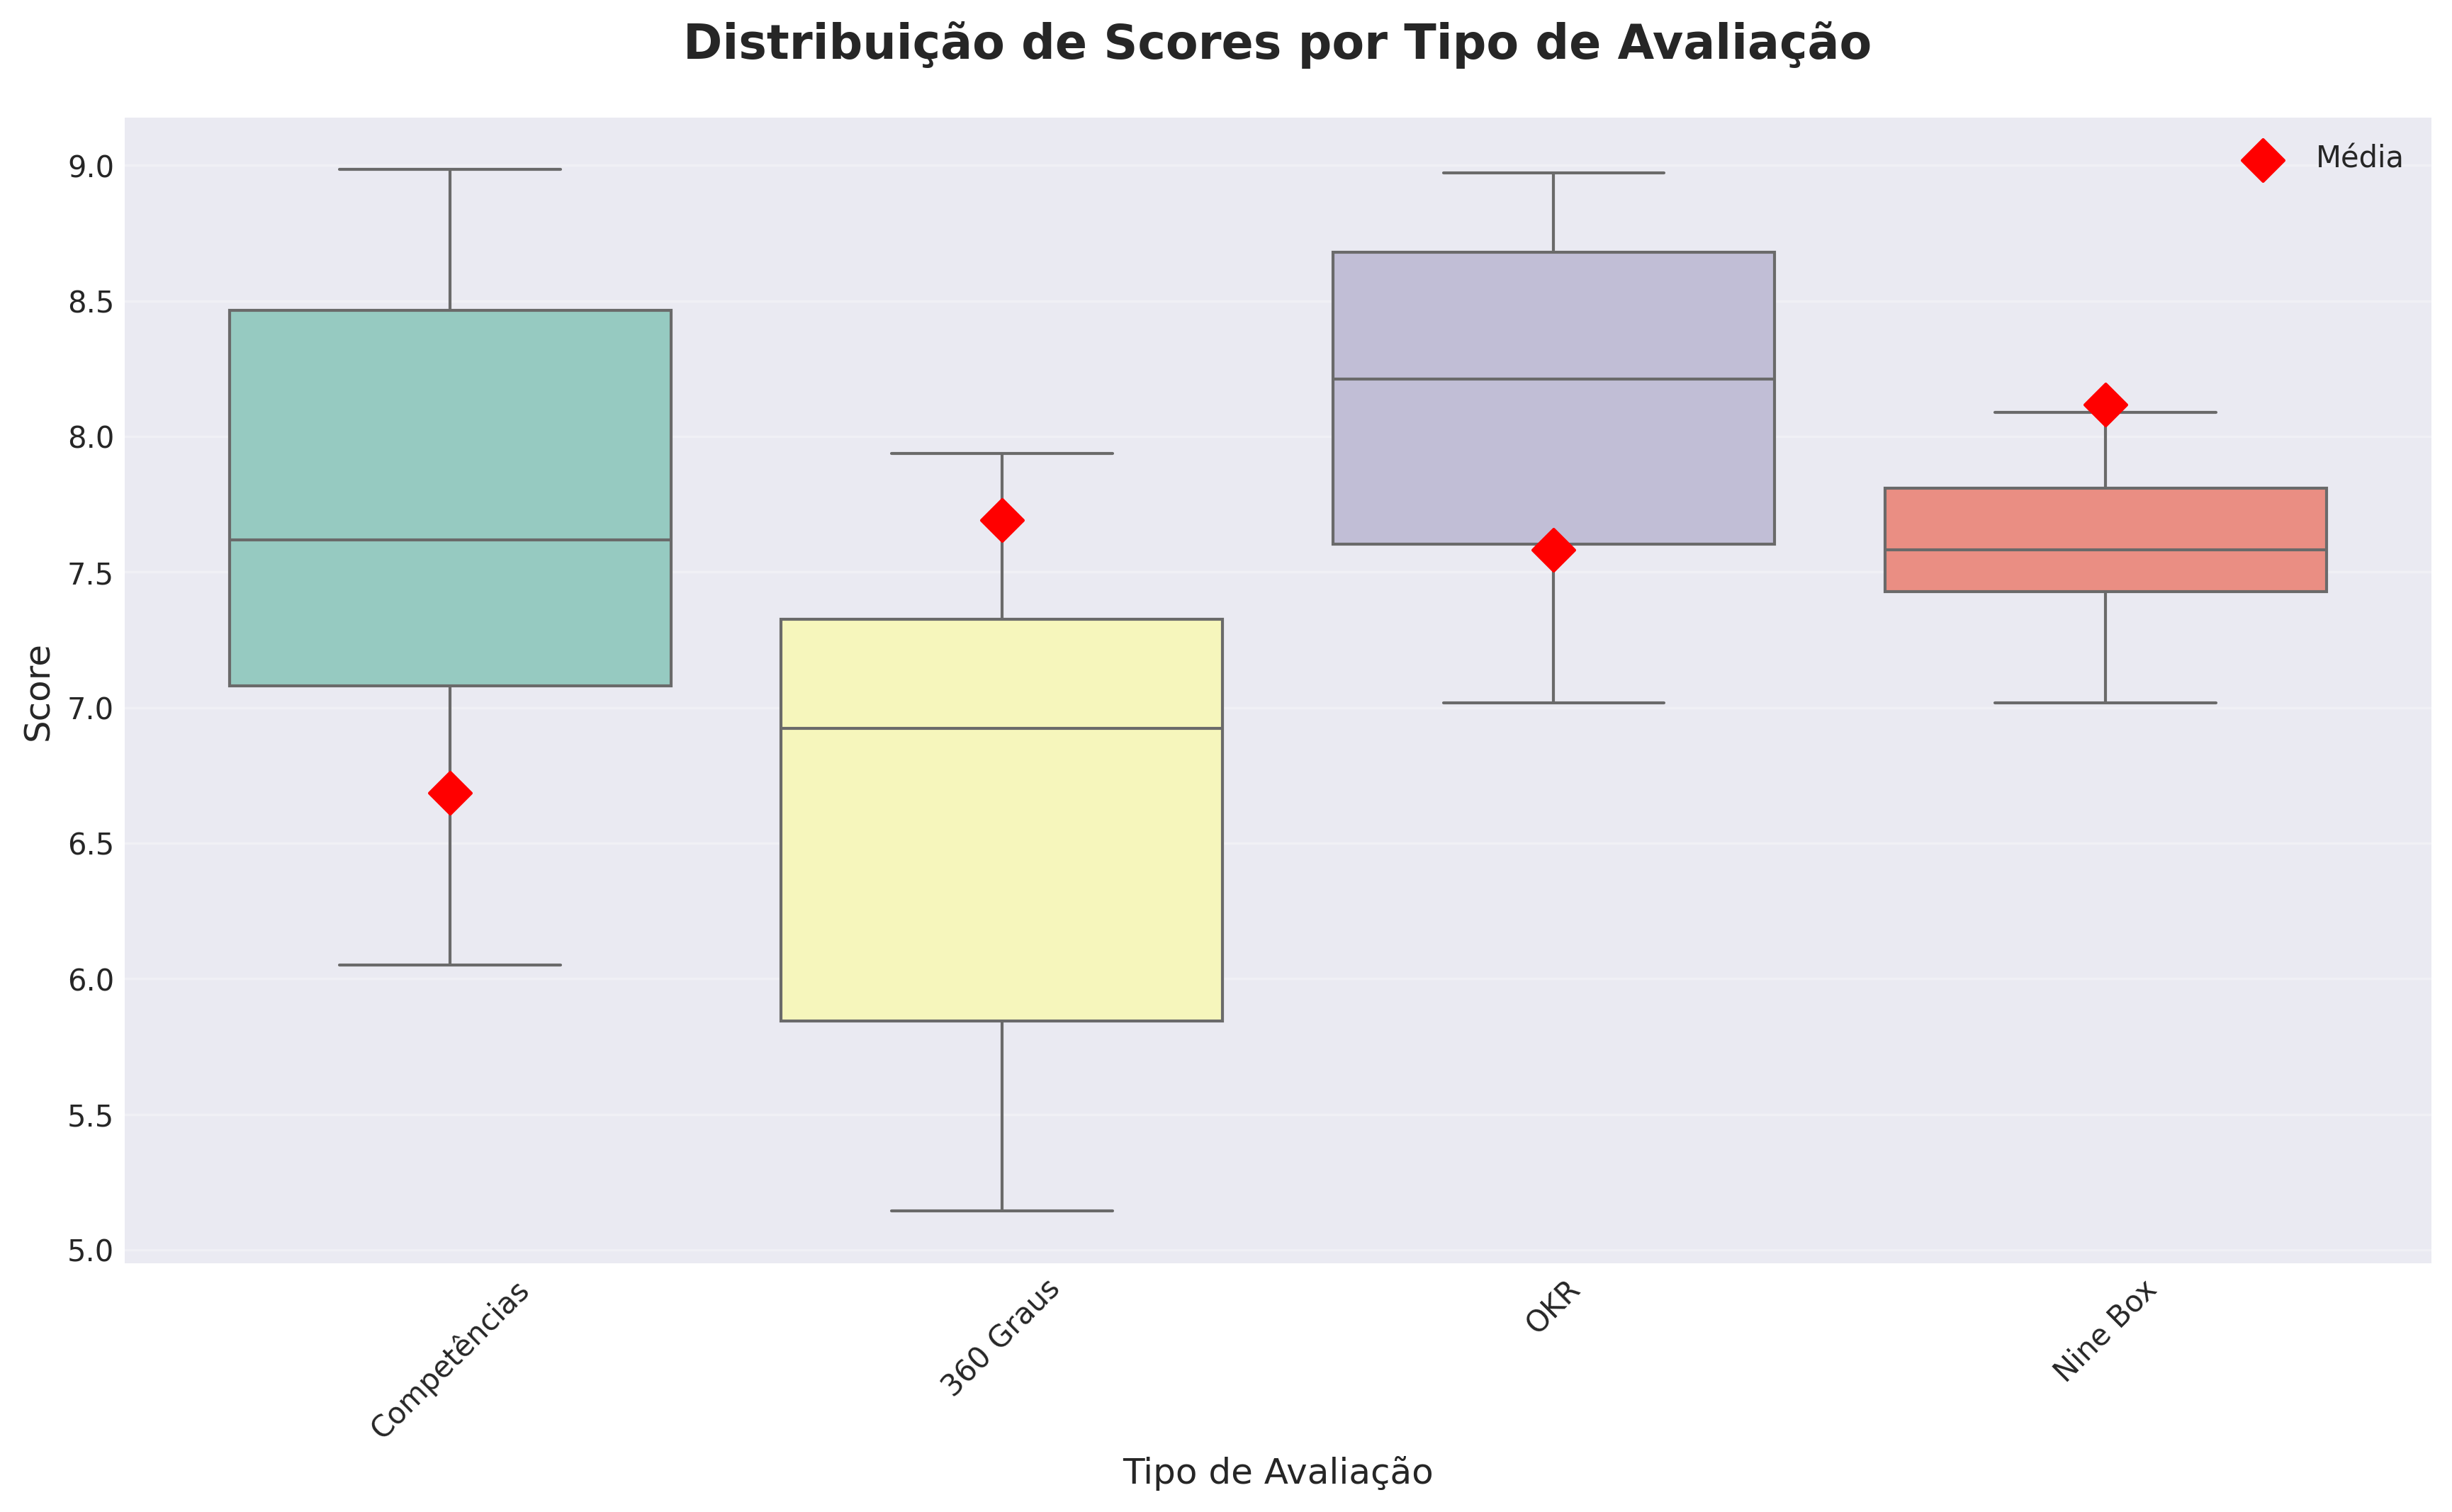 Distribuição de Scores por Tipo de Avaliação
Média
9.0
8.5
8.0
7.5
7.0
6.5
6.0
5.5
5.0
Score
Competências
360 Graus
OKR
Nine Box
Tipo de Avaliação